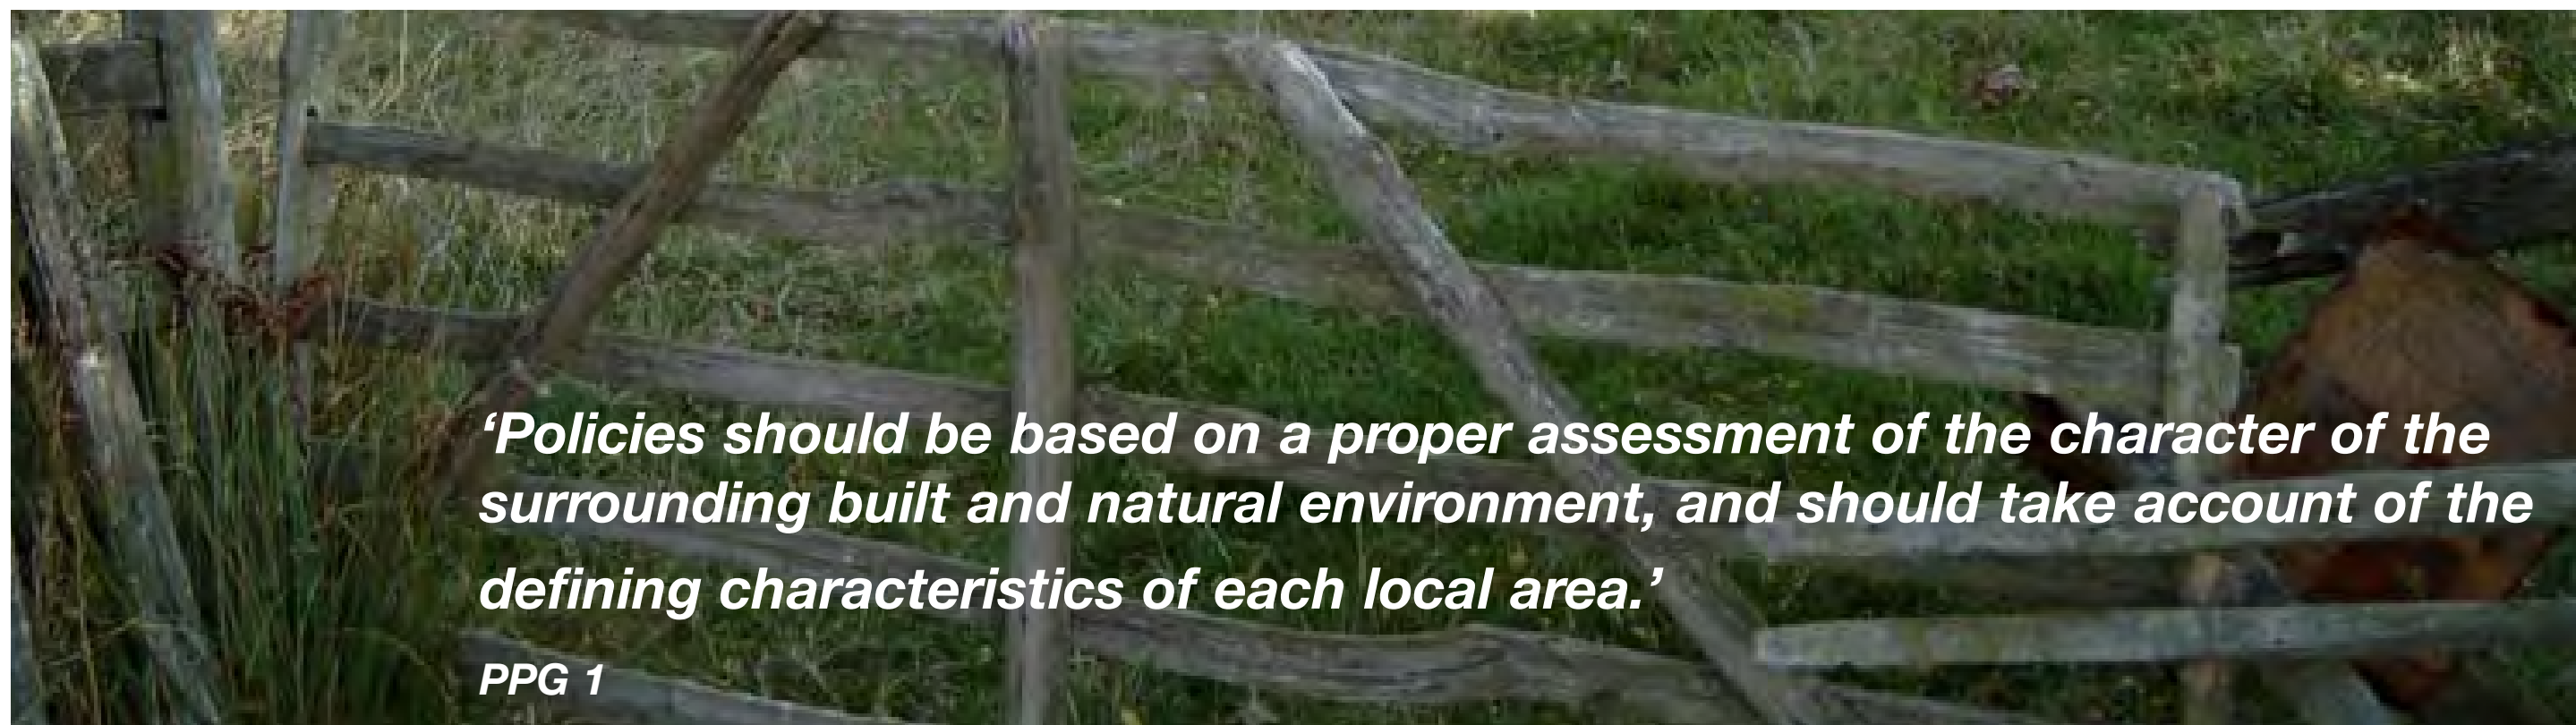 ‘Policies should be based on a proper assessment of the character of the
surrounding built and natural environment, and should take account of the
defining characteristics of each local area.’
PPG 1